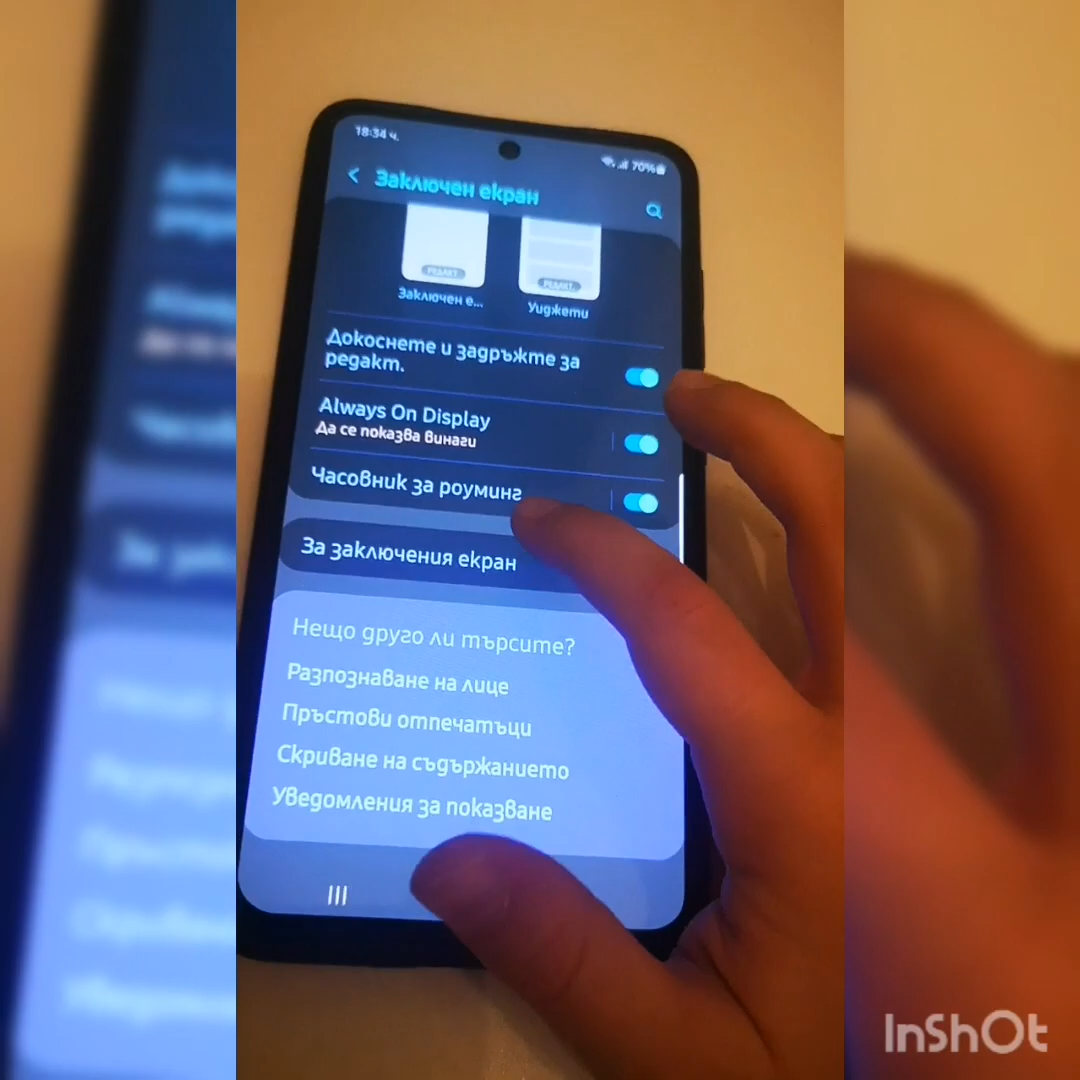 18:34 ч.
70%
Заключен екран
РЕДАКТ.
РЕДАКТ.
Заключен е...
Уиджети
Докоснете и задръжте за
редакт.
Always On Display
Да се показва винаги
Часовник за роуминг
За заключения екран
Нещо друго ли търсите?
Разпознаване на лице
Пръстови отпечатъци
Скриване на съдържанието
Уведомления за показване
InShOt